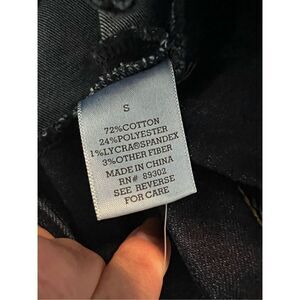 S
72%COTTON
24%POLYESTER
1%LYCRA®SPANDEX
3%OTHER FIBER
MADE IN CHINA
RN# 89302
SEE REVERSE
FOR CARE